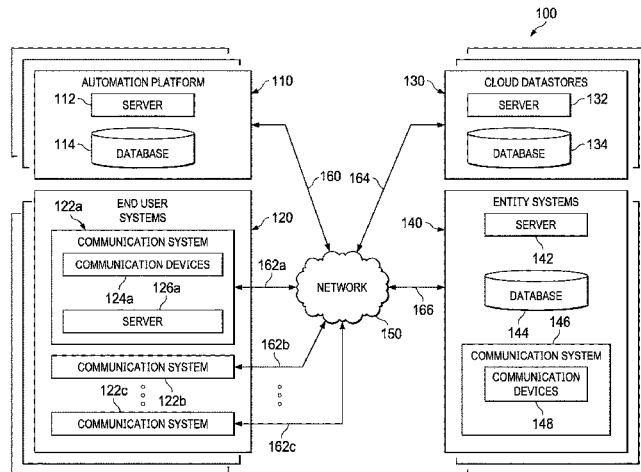 100
AUTOMATION PLATFORM
110
112
SERVER
114
DATABASE
130
CLOUD DATASTORES
SERVER
132
DATABASE
134
160
164
END USER
SYSTEMS
120
122a
COMMUNICATION SYSTEM
COMMUNICATION DEVICES
124a
126a
SERVER
162a
COMMUNICATION SYSTEM
122b
162b
122c
COMMUNICATION SYSTEM
162c
NETWORK
150
166
140
ENTITY SYSTEMS
SERVER
142
DATABASE
144
146
COMMUNICATION SYSTEM
COMMUNICATION
DEVICES
148